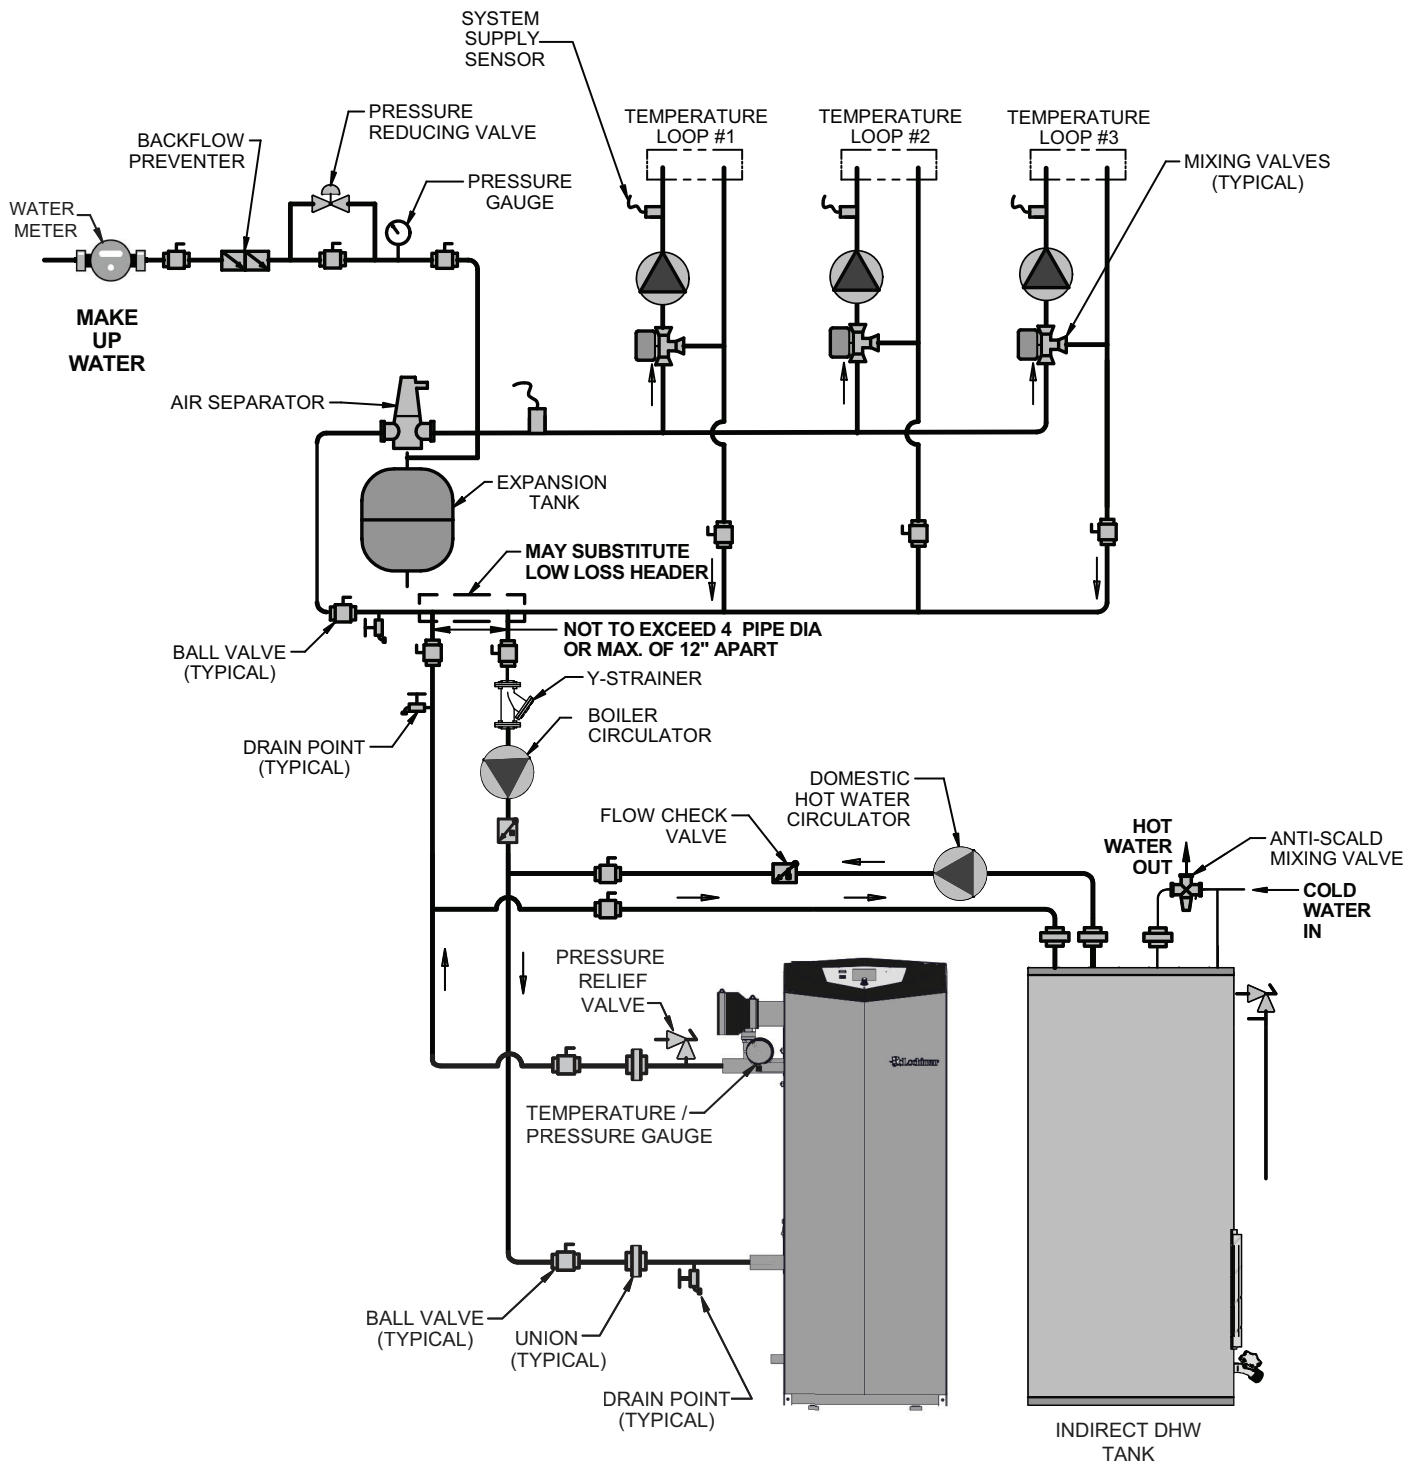 SYSTEM
SUPPLY
SENSOR
PRESSURE
REDUCING VALVE
BACKFLOW
PREVENTER
TEMPERATURE
LOOP #1
TEMPERATURE
LOOP #2
TEMPERATURE
LOOP #3
MIXING VALVES
(TYPICAL)
PRESSURE
GAUGE
WATER
METER
MAKE
UP
WATER
AIR SEPARATOR
EXPANSION
TANK
MAY SUBSTITUTE
LOW LOSS HEADER
NOT TO EXCEED 4 PIPE DIA
OR MAX. OF 12" APART
BALL VALVE
(TYPICAL)
Y-STRAINER
BOILER
CIRCULATOR
DRAIN POINT
(TYPICAL)
DOMESTIC
HOT WATER
CIRCULATOR
FLOW CHECK
VALVE
HOT
WATER
OUT
ANTI-SCALD
MIXING VALVE
COLD
WATER
IN
PRESSURE
RELIEF
VALVE
Lochinvar
TEMPERATURE /
PRESSURE GAUGE
BALL VALVE
(TYPICAL)
UNION
(TYPICAL)
DRAIN POINT
(TYPICAL)
INDIRECT DHW
TANK